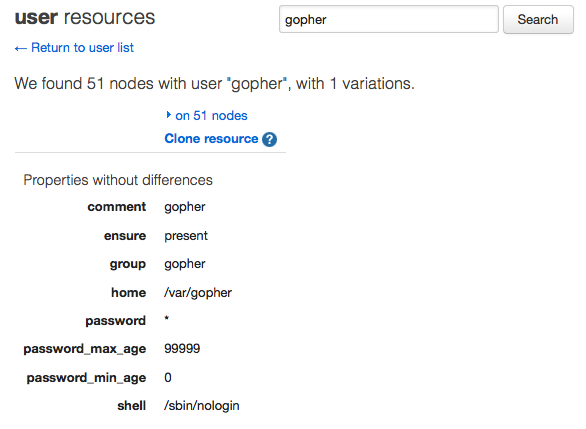 user resources
gopher
Search
← Return to user list
We found 51 nodes with user "gopher", with 1 variations.
on 51 nodes
Clone resource ?
Properties without differences
comment gopher
ensure present
group gopher
home /var/gopher
password *
password_max_age 99999
password_min_age 0
shell /sbin/nologin